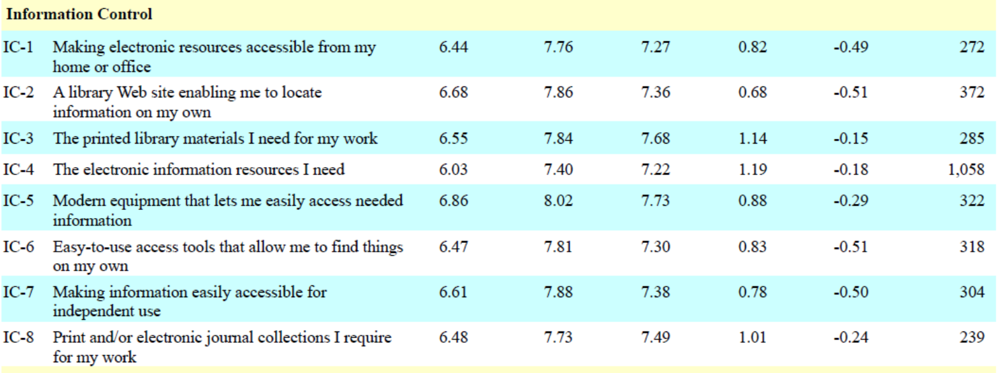 Information Control
IC-1 Making electronic resources accessible from my 6.44 7.76 7.27 0.82 -0.49 272
home or office
IC-2 A library Web site enabling me to locate 6.68 7.86 7.36 0.68 -0.51 372
information on my own
IC-3 The printed library materials I need for my work 6.55 7.84 7.68 1.14 -0.15 285
IC-4 The electronic information resources I need 6.03 7.40 7.22 1.19 -0.18 1,058
IC-5 Modern equipment that lets me easily access needed 6.86 8.02 7.73 0.88 -0.29 322
information
IC-6 Easy-to-use access tools that allow me to find things 6.47 7.81 7.30 0.83 -0.51 318
on my own
IC-7 Making information easily accessible for 6.61 7.88 7.38 0.78 -0.50 304
independent use
IC-8 Print and/or electronic journal collections I require 6.48 7.73 7.49 1.01 -0.24 239
for my work